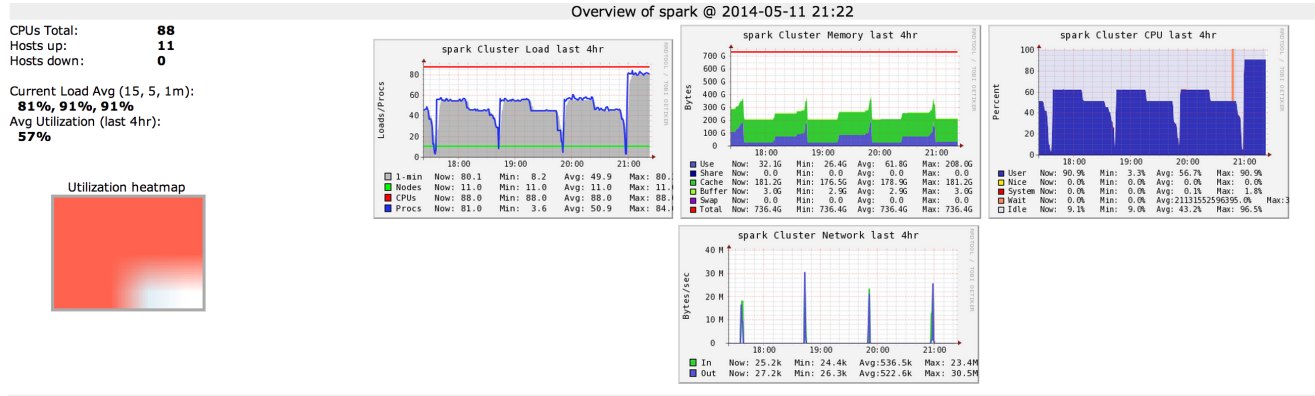 Overview of spark @ 2014-05-11 21:22
CPUs Total: 88
Hosts up: 11
Hosts down: 0
Current Load Avg (15, 5, 1m):
81%, 91%, 91%
Avg Utilization (last 4hr):
57%
Utilization heatmap
spark Cluster Load last 4hr
Loads/Procs
80
60
40
20
0
18:00 19:00 20:00 21:00
1-min Now: 80.1 Min: 8.2 Avg: 49.9 Max: 80.
Nodes Now: 11.0 Min: 11.0 Avg: 11.0 Max: 11.
CPUs Now: 88.0 Min: 88.0 Avg: 88.0 Max: 88.
Procs Now: 81.0 Min: 3.6 Avg: 50.9 Max: 84.
RRDTOOL / TOBI OETIKER
spark Cluster Memory last 4hr
Bytes
700 G
600 G
500 G
400 G
300 G
200 G
100 G
0
18:00 19:00 20:00 21:00
Use Now: 32.1G Min: 26.4G Avg: 61.8G Max: 208.0G
Share Now: 0.0 Min: 0.0 Avg: 0.0 Max: 0.0
Cache Now: 181.2G Min: 176.5G Avg: 178.9G Max: 181.2G
Buffer Now: 3.0G Min: 2.9G Avg: 2.9G Max: 3.0G
Swap Now: 0.0 Min: 0.0 Avg: 0.0 Max: 0.0
Total Now: 736.4G Min: 736.4G Avg: 736.4G Max: 736.4G
RRDTOOL / TOBI OETIKER
spark Cluster CPU last 4hr
Percent
100
80
60
40
20
0
18:00 19:00 20:00 21:00
User Now: 90.9% Min: 3.3% Avg: 56.7% Max: 90.9%
Nice Now: 0.0% Min: 0.0% Avg: 0.0% Max: 0.0%
System Now: 0.0% Min: 0.0% Avg: 0.1% Max: 1.8%
Wait Now: 0.0% Min: 0.0% Avg:21131552596395.0% Max:3
Idle Now: 9.1% Min: 9.0% Avg: 43.2% Max: 96.5%
RRDTOOL / TOBI OETIKER
spark Cluster Network last 4hr
Bytes/sec
40 M
30 M
20 M
10 M
0
18:00 19:00 20:00 21:00
In Now: 25.2k Min: 24.4k Avg:536.5k Max: 23.4M
Out Now: 27.2k Min: 26.3k Avg:522.6k Max: 30.5M
RRDTOOL / TOBI OETIKER